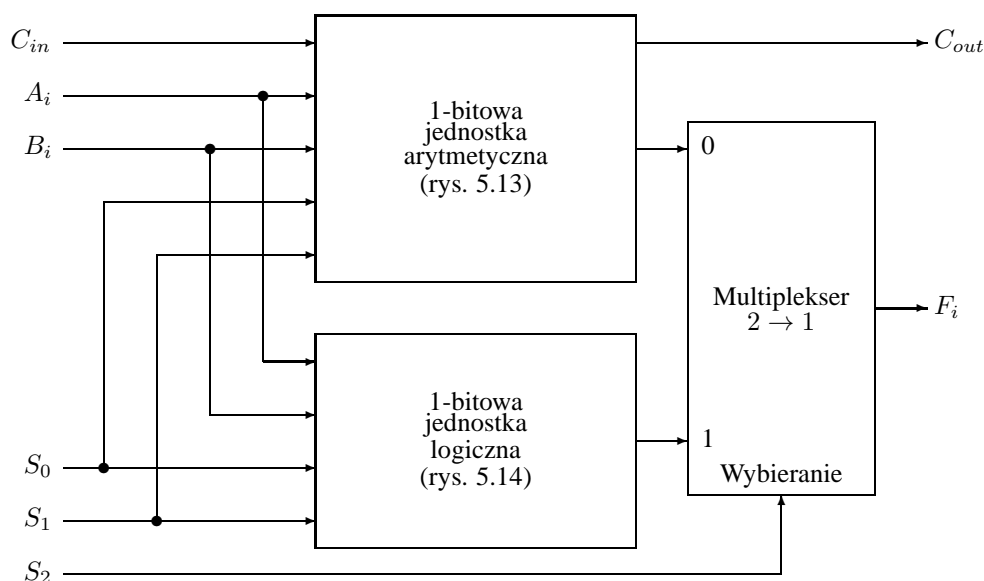 C_in
A_i
B_i
1-bitowa
jednostka
arytmetyczna
(rys. 5.13)
C_out
0
Multiplekser
2 → 1
1
Wybieranie
F_i
1-bitowa
jednostka
logiczna
(rys. 5.14)
S_0
S_1
S_2